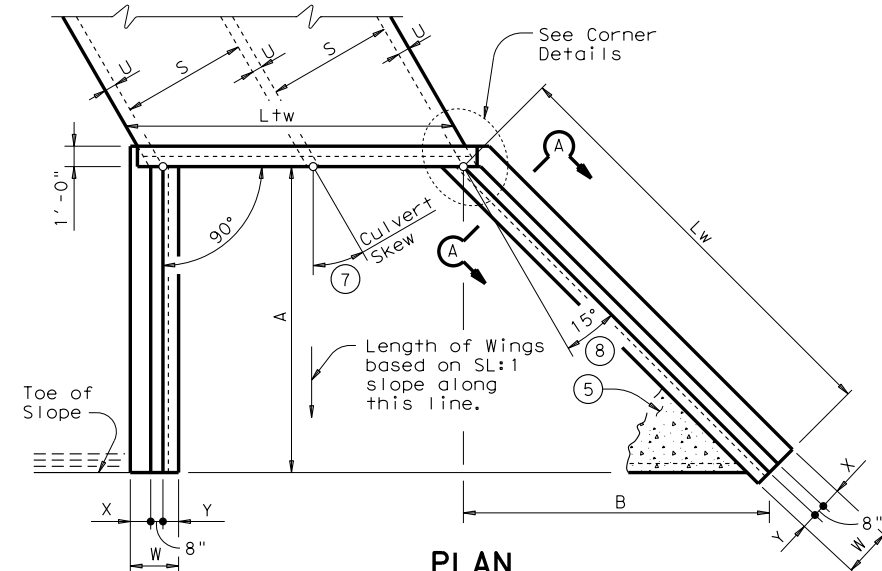 See Corner
Details
U
S
U
S
U
Ltw
A
1'-0"
90°
Culvert
Skew
7
A
Lw
A
15°
8
Length of Wings
based on SL:1
slope along
this line.
5
Toe of
Slope
X
Y
8"
W
B
X
8"
Y
W
PLAN